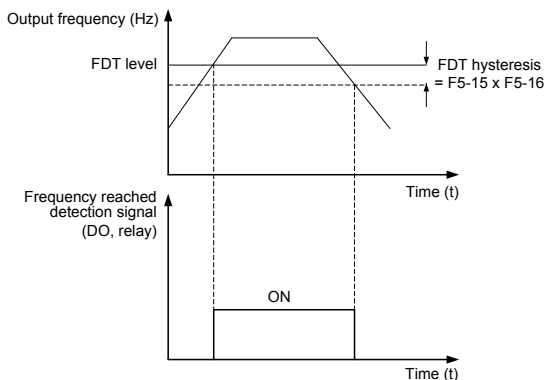 Output frequency (Hz)
FDT level
FDT hysteresis
= F5-15 x F5-16
Time (t)
Frequency reached
detection signal
(DO, relay)
ON
Time (t)